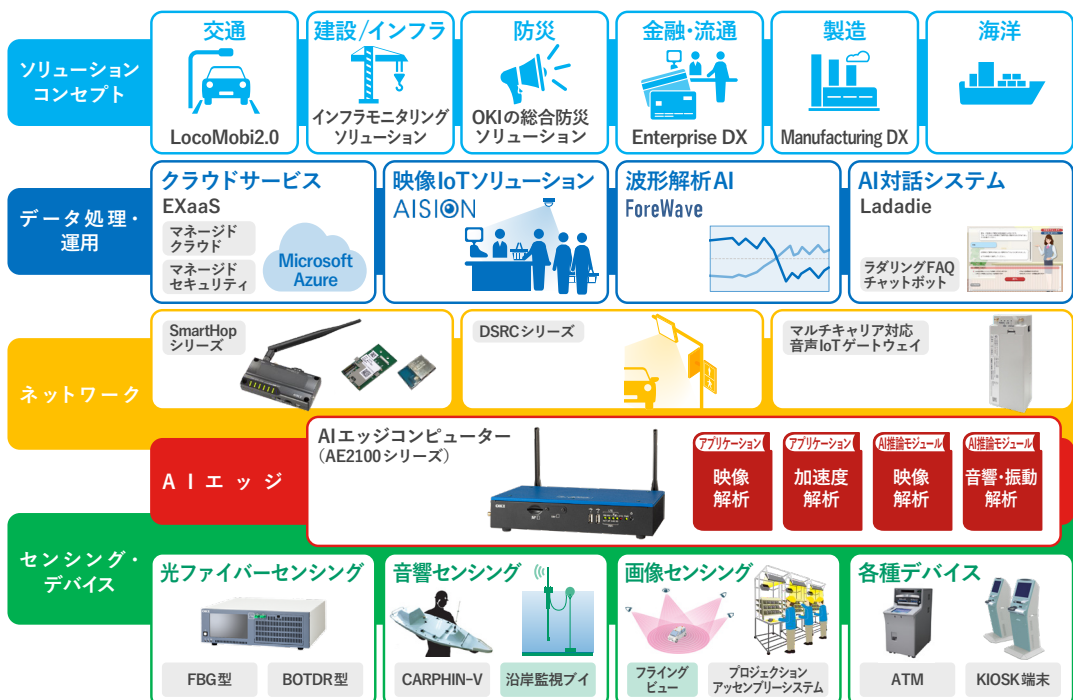 ソリューション
コンセプト
交通
LocoMobi2.0
建設/インフラ
インフラモニタリング
ソリューション
防災
OKIの総合防災
ソリューション
金融・流通
Enterprise DX
製造
Manufacturing DX
海洋
データ処理・
運用
クラウドサービス
EXaaS
マネージド
クラウド
マネージド
セキュリティ
Microsoft
Azure
映像IoTソリューション
AISION
波形解析AI
ForeWave
AI対話システム
Ladadie
ラダリングFAQ
チャットボット
ネットワーク
SmartHop
シリーズ
DSRCシリーズ
マルチキャリア対応
音声IoTゲートウェイ
AIエッジ
AIエッジコンピューター
（AE2100シリーズ）
OKI
アプリケーション
映像
解析
アプリケーション
加速度
解析
AI推論モジュール
映像
解析
AI推論モジュール
音響・振動
解析
センシング・
デバイス
光ファイバーセンシング
FBG型
BOTDR型
音響センシング
CARPHIN-V
沿岸監視ブイ
画像センシング
フライング
ビュー
プロジェクション
アッセンブリーシステム
各種デバイス
ATM
KIOSK端末